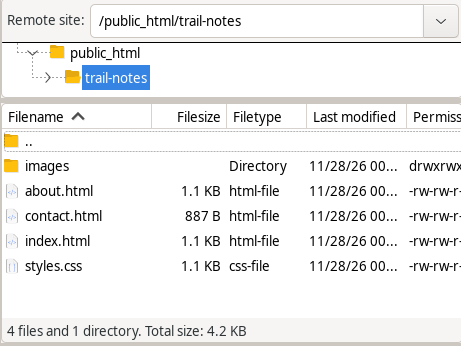 Remote site: /public_html/trail-notes
public_html
trail-notes
Filename Filesize Filetype Last modified Permiss
..
images Directory 11/28/26 00... drwxrwx
about.html 1.1 KB html-file 11/28/26 00... -rw-rw-r-
contact.html 887 B html-file 11/28/26 00... -rw-rw-r-
index.html 1.1 KB html-file 11/28/26 00... -rw-rw-r-
styles.css 1.1 KB css-file 11/28/26 00... -rw-rw-r-
4 files and 1 directory. Total size: 4.2 KB